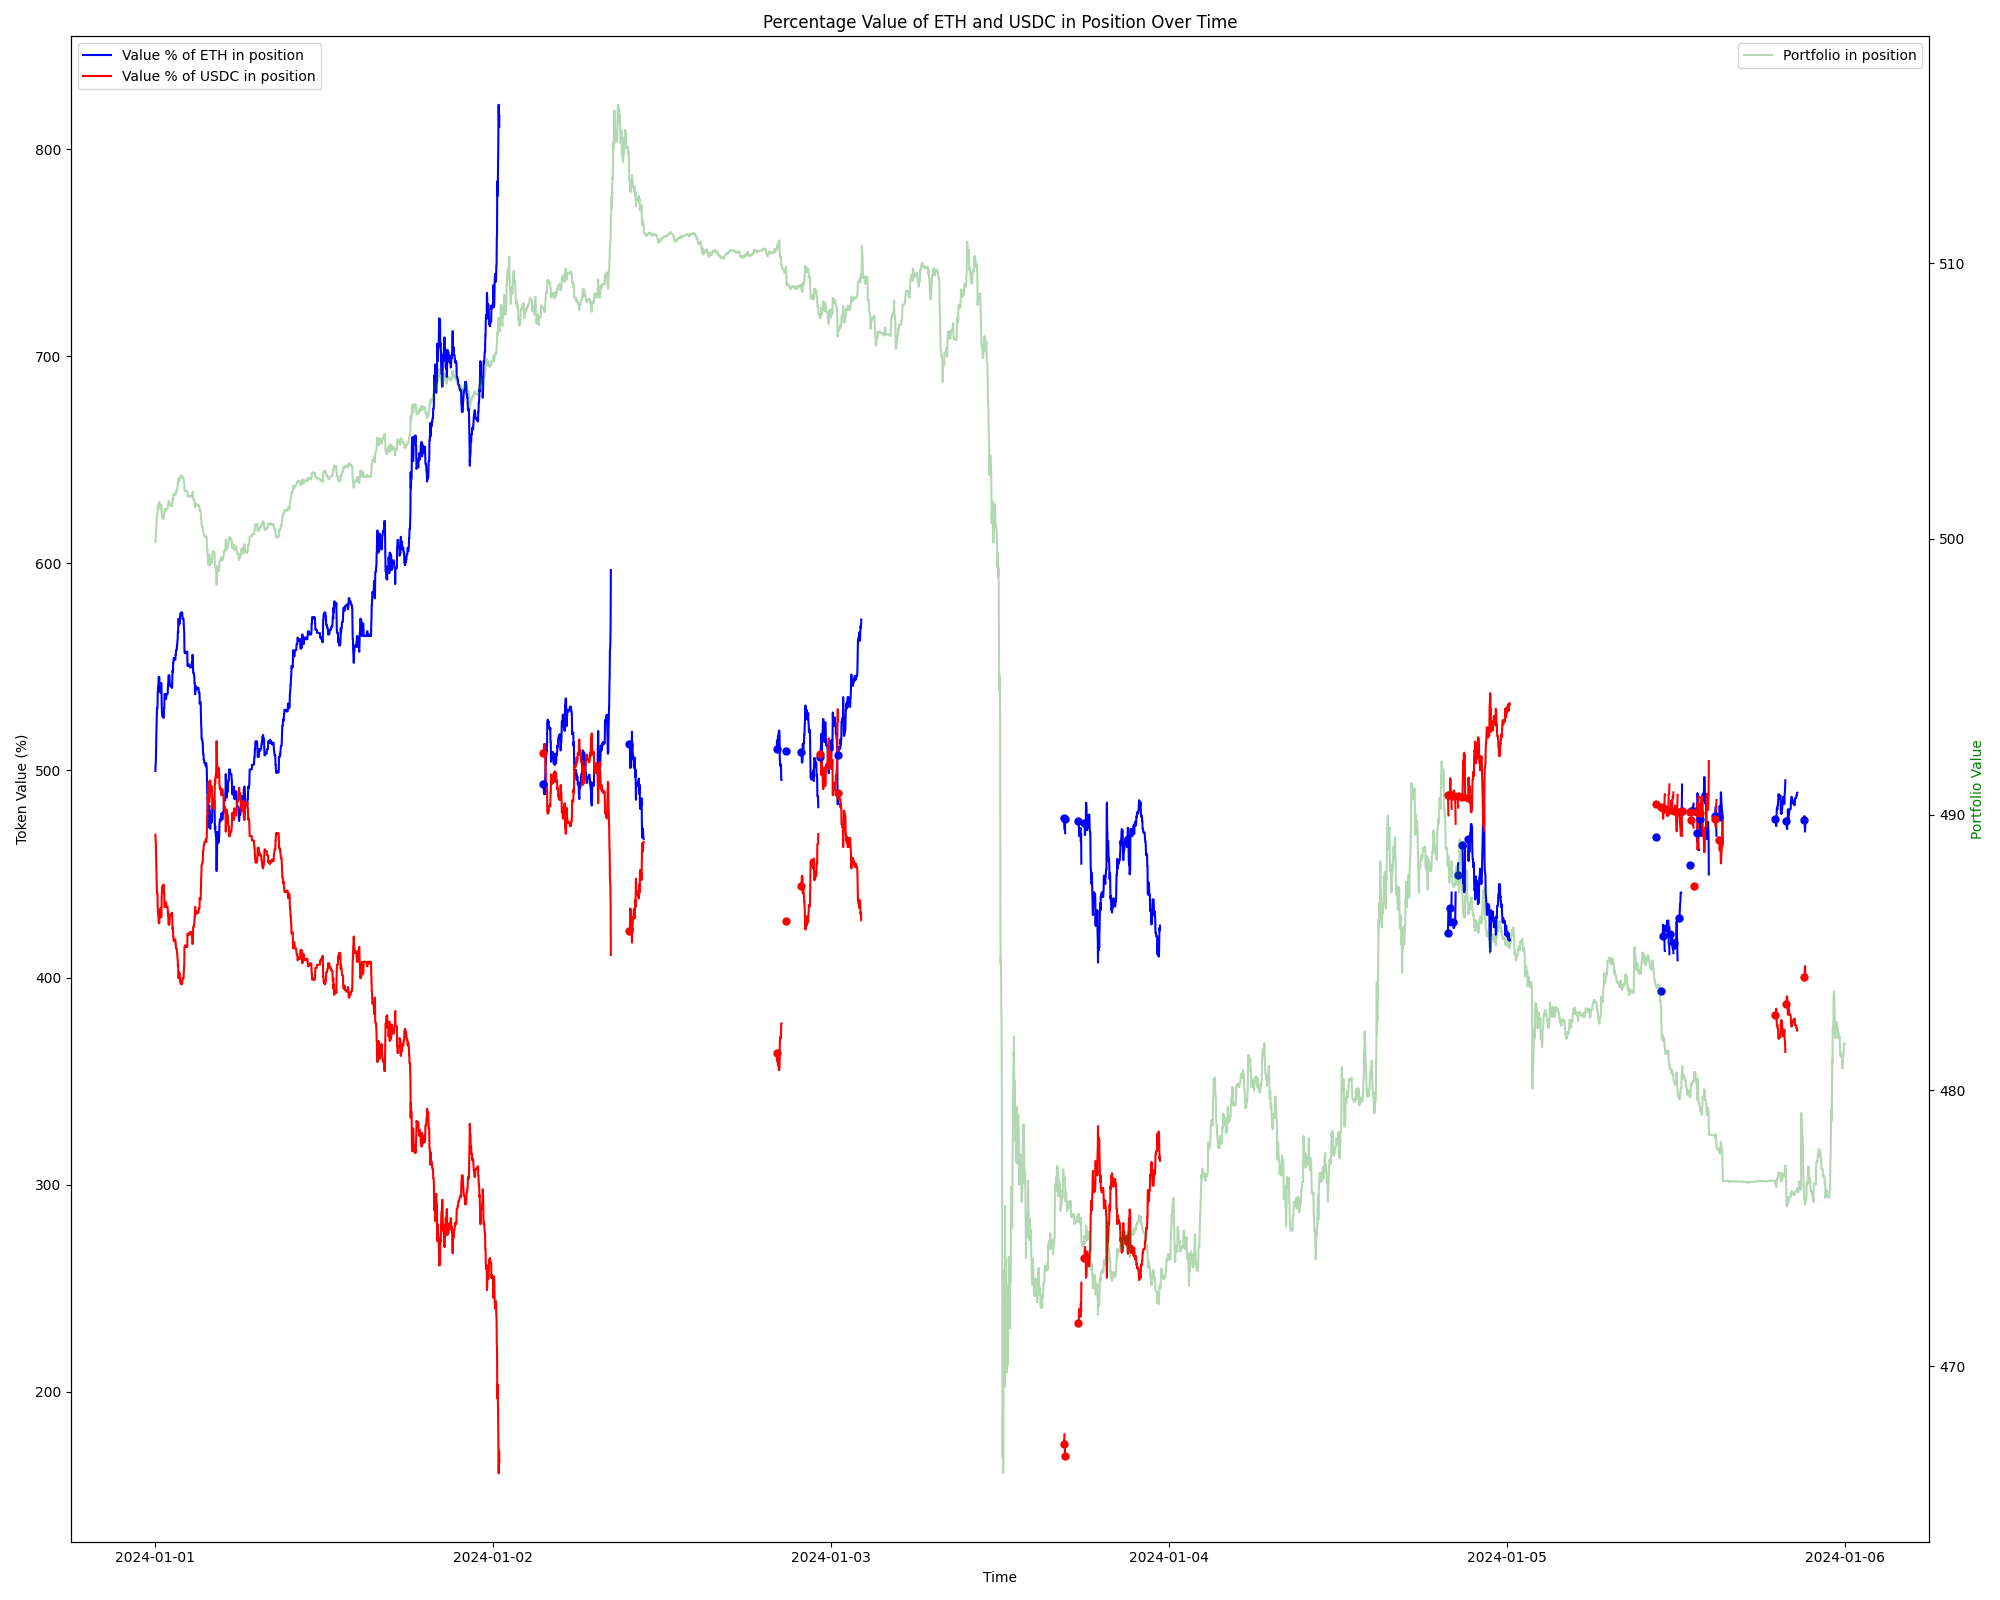 Percentage Value of ETH and USDC in Position Over Time
Value % of ETH in position
Value % of USDC in position
Portfolio in position
800
700
600
500
400
300
200
Token Value (%)
510
500
490
480
470
Portfolio Value
2024-01-01
2024-01-02
2024-01-03
2024-01-04
2024-01-05
2024-01-06
Time